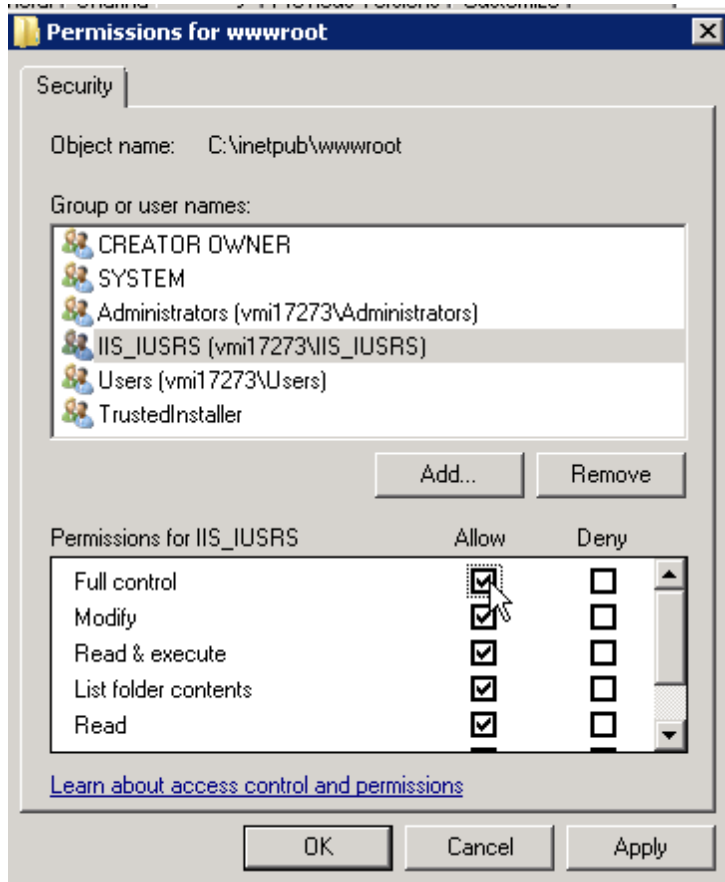 Permissions for wwwroot
Security
Object name: C:\inetpub\wwwroot
Group or user names:
CREATOR OWNER
SYSTEM
Administrators (vmi17273\Administrators)
IIS_IUSRS (vmi17273\IIS_IUSRS)
Users (vmi17273\Users)
TrustedInstaller
Add... Remove
Permissions for IIS_IUSRS Allow Deny
Full control
Modify
Read & execute
List folder contents
Read
Learn about access control and permissions
OK Cancel Apply